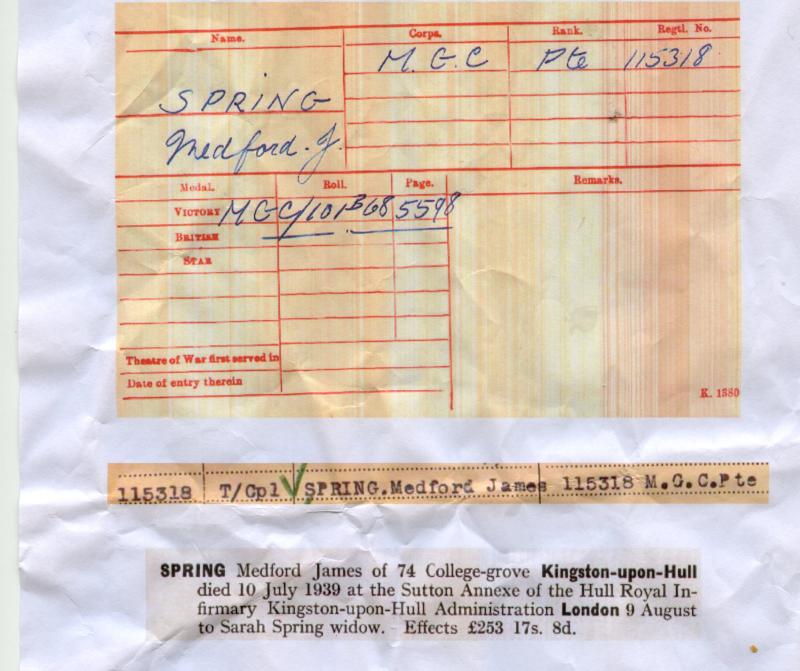 Name. Corps. Rank. Regtl. No.
M. G. C Pte 115318
SPRING
Medford. J.
Medal. Roll. Page. Remarks.
VICTORY MGC/101B68 5598
BRITISH
STAR
Theatre of War first served in
Date of entry therein
K. 1380
115318 T/Cpl SPRING.Medford James 115318 M.G.C.Pte
SPRING Medford James of 74 College-grove Kingston-upon-Hull
died 10 July 1939 at the Sutton Annexe of the Hull Royal In-
firmary Kingston-upon-Hull Administration London 9 August
to Sarah Spring widow. Effects £253 17s. 8d.